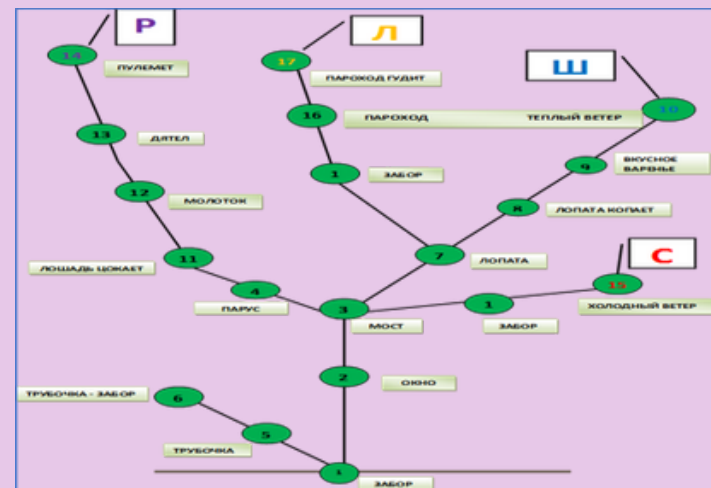 Р
Л
Ш
14
ПУЛЕМЕТ
17
ПАРОХОД ГУДИТ
16
ПАРОХОД
ТЕПЛЫЙ ВЕТЕР
10
13
ДЯТЕЛ
1
ЗАБОР
9
ВКУСНОЕ
ВАРЕНЬЕ
12
МОЛОТОК
8
ЛОПАТА КОПАЕТ
11
ЛОШАДЬ ЦОКАЕТ
7
ЛОПАТА
С
4
ПАРУС
3
МОСТ
1
ЗАБОР
15
ХОЛОДНЫЙ ВЕТЕР
2
ОКНО
ТРУБОЧКА - ЗАБОР
6
5
ТРУБОЧКА
1
ЗАБОР